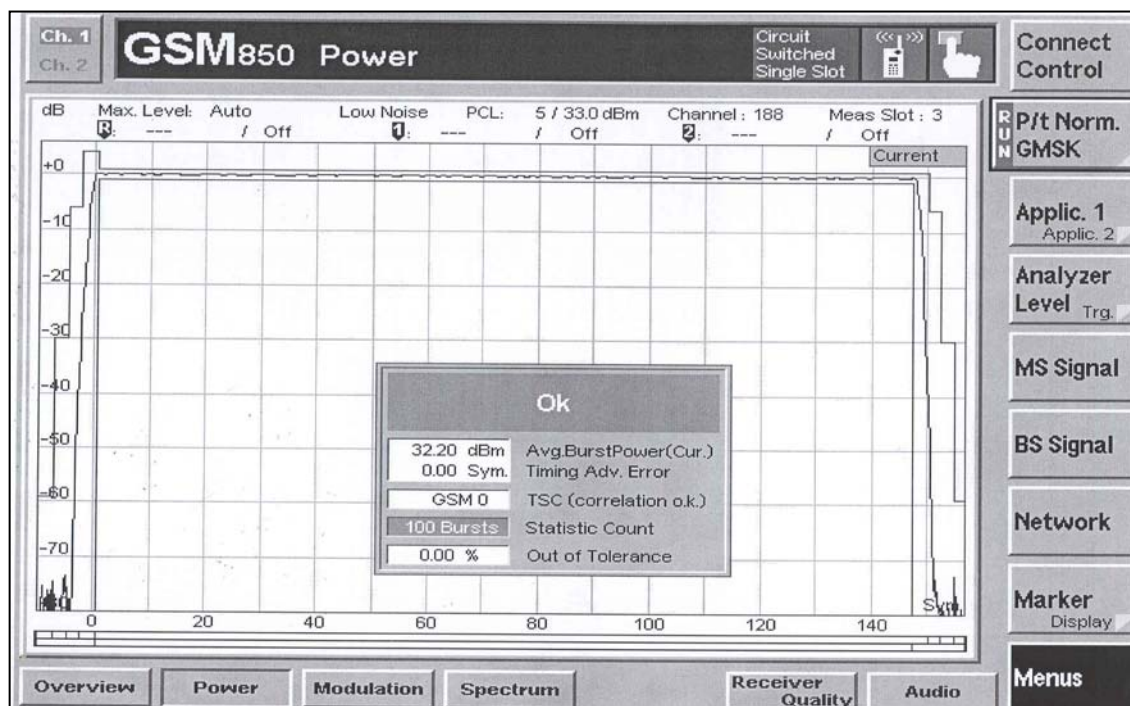 Ch. 1
Ch. 2
GSM850 Power
Circuit
Switched
Single Slot
Connect
Control
dB Max. Level: Auto Low Noise PCL: 5 / 33.0 dBm Channel : 188 Meas Slot : 3
R: --- / Off 1: --- / Off 2: --- / Off
Current
+0
-10
-20
-30
-40
-50
-60
-70
0 20 40 60 80 100 120 140
Ok
32.20 dBm Avg.BurstPower(Cur.)
0.00 Sym. Timing Adv. Error
GSM 0 TSC (correlation o.k.)
100 Bursts Statistic Count
0.00 % Out of Tolerance
RUN
P/t Norm.
GMSK
Applic. 1
Applic. 2
Analyzer
Level Trg.
MS Signal
BS Signal
Network
Marker
Display
Menus
Overview Power Modulation Spectrum Receiver Quality Audio